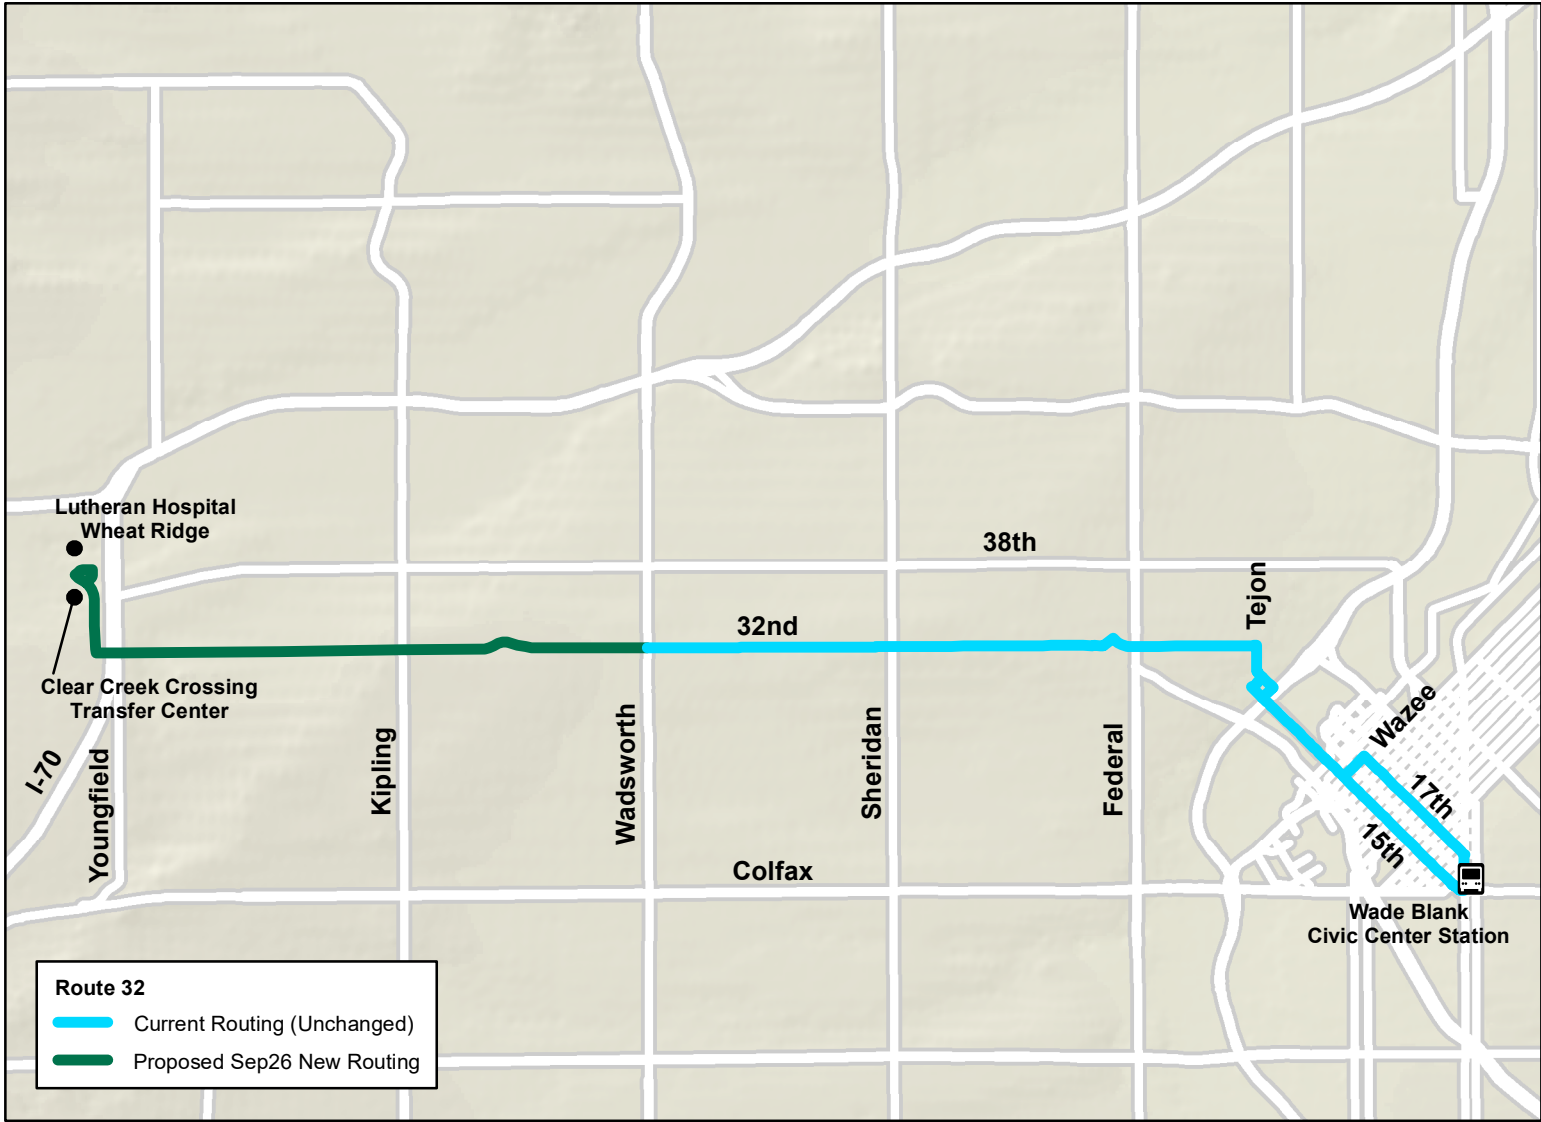 Lutheran Hospital
Wheat Ridge
38th
Tejon
32nd
Clear Creek Crossing
Transfer Center
I-70
Youngfield
Kipling
Wadsworth
Sheridan
Federal
Wazee
17th
15th
Colfax
Wade Blank
Civic Center Station
Route 32
Current Routing (Unchanged)
Proposed Sep26 New Routing